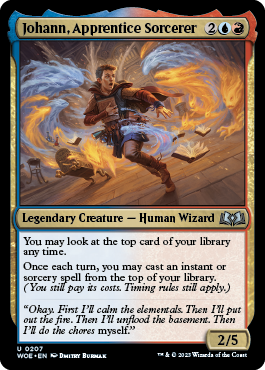 Johann, Apprentice Sorcerer 2
Legendary Creature — Human Wizard
You may look at the top card of your library
any time.
Once each turn, you may cast an instant or
sorcery spell from the top of your library.
(You still pay its costs. Timing rules still apply.)
“Okay. First I’ll calm the elementals. Then I’ll put
out the fire. Then I’ll unflood the basement. Then
I’ll do the chores myself.”
2/5
U 0207
WOE • EN DMITRY BURMAK
™ & © 2023 Wizards of the Coast